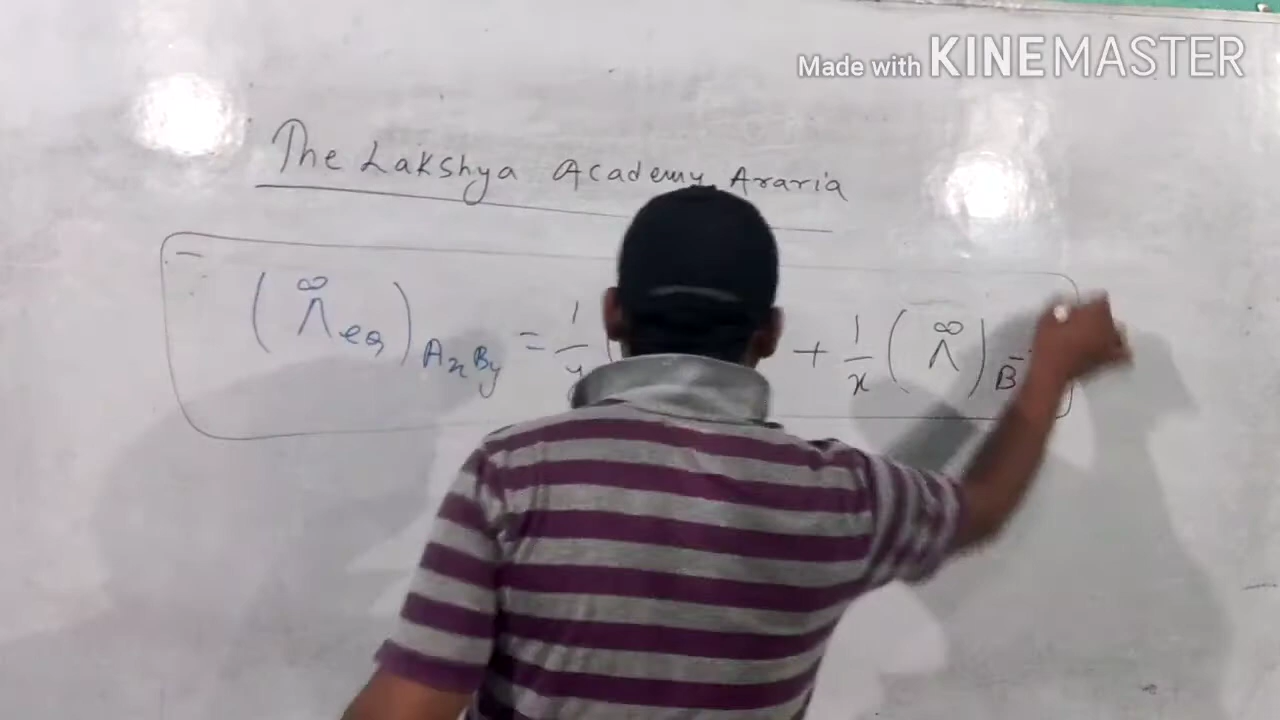 Made with KINEMASTER
The Lakshya Academy Araria
(Λ∞eq)AxBy = 1/y ( + 1/x (Λ∞)B⁻